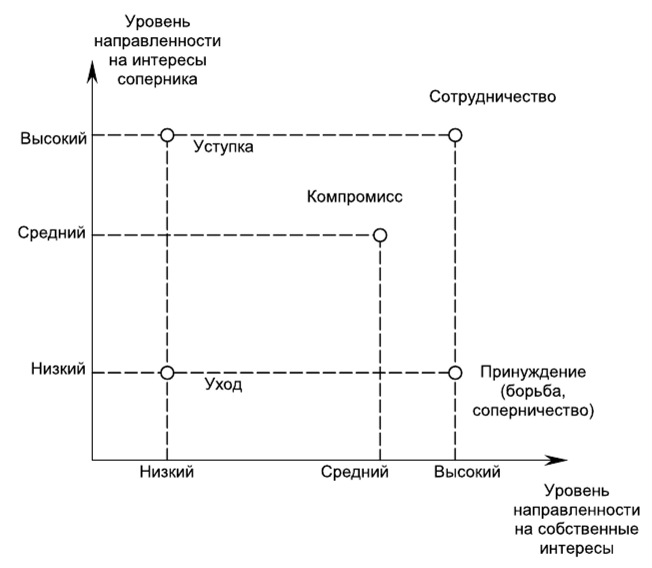 Уровень
направленности
на интересы
соперника
Сотрудничество
Высокий
Уступка
Компромисс
Средний
Низкий
Уход
Принуждение
(борьба,
соперничество)
Низкий
Средний
Высокий
Уровень
направленности
на собственные
интересы